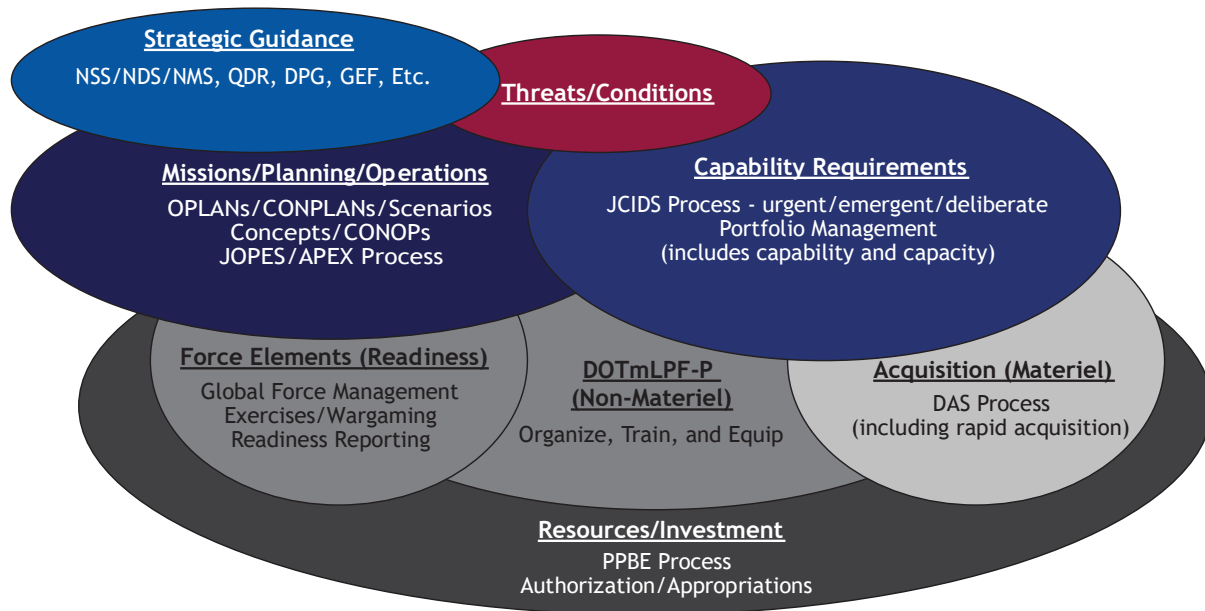 Strategic Guidance
NSS/NDS/NMS, QDR, DPG, GEF, Etc.
Threats/Conditions
Missions/Planning/Operations
OPLANs/CONPLANs/Scenarios
Concepts/CONOPs
JOPES/APEX Process
Capability Requirements
JCIDS Process - urgent/emergent/deliberate
Portfolio Management
(includes capability and capacity)
Force Elements (Readiness)
Global Force Management
Exercises/Wargaming
Readiness Reporting
DOTmLPF-P
(Non-Materiel)
Organize, Train, and Equip
Acquisition (Materiel)
DAS Process
(including rapid acquisition)
Resources/Investment
PPBE Process
Authorization/Appropriations